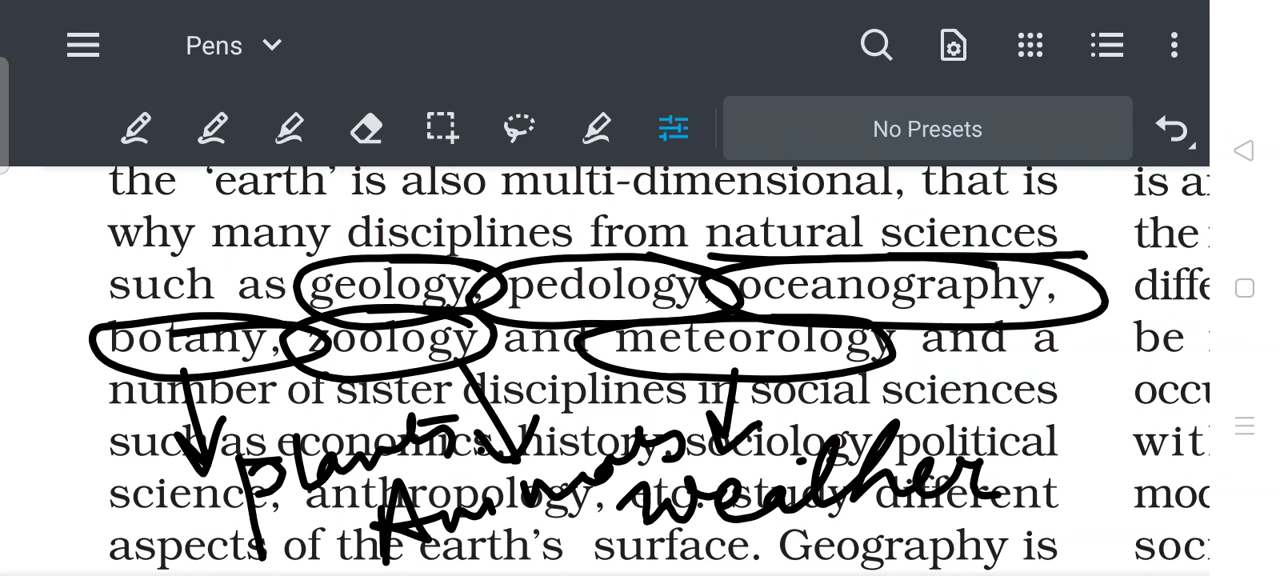 Pens
No Presets
the ‘earth’ is also multi-dimensional, that is
why many disciplines from natural sciences
such as geology, pedology, oceanography,
botany, zoology and meteorology and a
number of sister disciplines in social sciences
such as economics, history, sociology, political
science, anthropology, etc. study different
aspects of the earth’s surface. Geography is
plants
Animals
weather
the
be